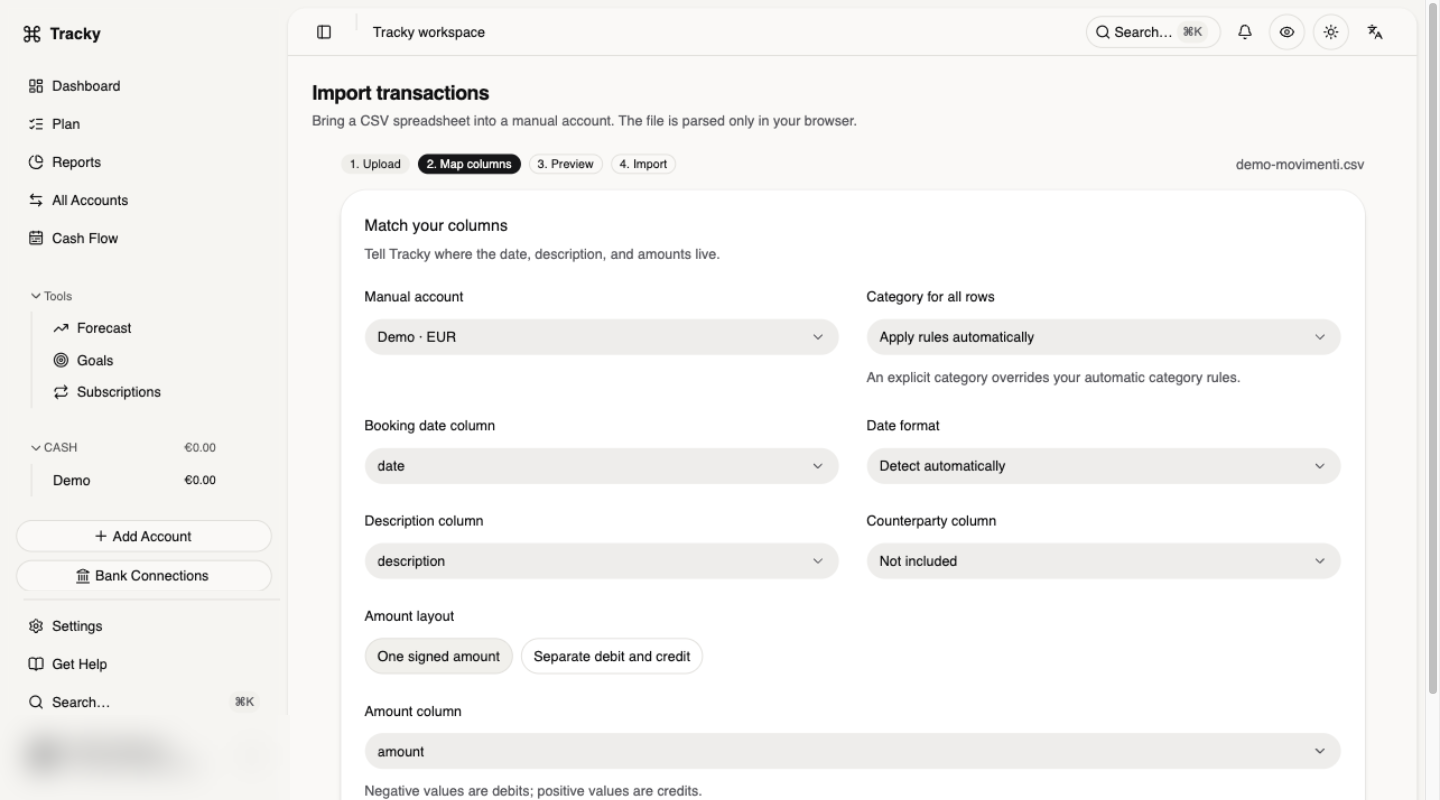 Tracky
Dashboard
Plan
Reports
All Accounts
Cash Flow
Tools
Forecast
Goals
Subscriptions
CASH €0.00
Demo €0.00
Add Account
Bank Connections
Settings
Get Help
Search… ⌘K
Tracky workspace
Search… ⌘K
Import transactions
Bring a CSV spreadsheet into a manual account. The file is parsed only in your browser.
1. Upload 2. Map columns 3. Preview 4. Import demo-movimenti.csv
Match your columns
Tell Tracky where the date, description, and amounts live.
Manual account
Demo · EUR
Category for all rows
Apply rules automatically
An explicit category overrides your automatic category rules.
Booking date column
date
Date format
Detect automatically
Description column
description
Counterparty column
Not included
Amount layout
One signed amount Separate debit and credit
Amount column
amount
Negative values are debits; positive values are credits.